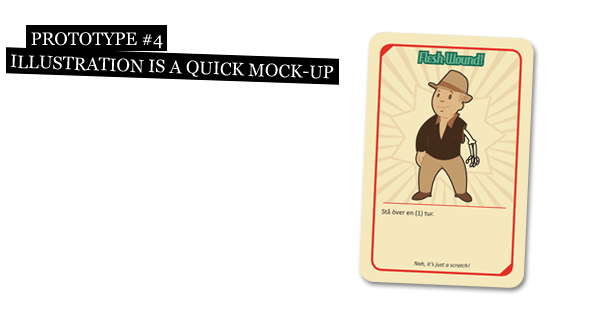 PROTOTYPE #4
ILLUSTRATION IS A QUICK MOCK-UP
Flesh Wound!
Stå över en (1) tur.
Nah, it's just a scratch!